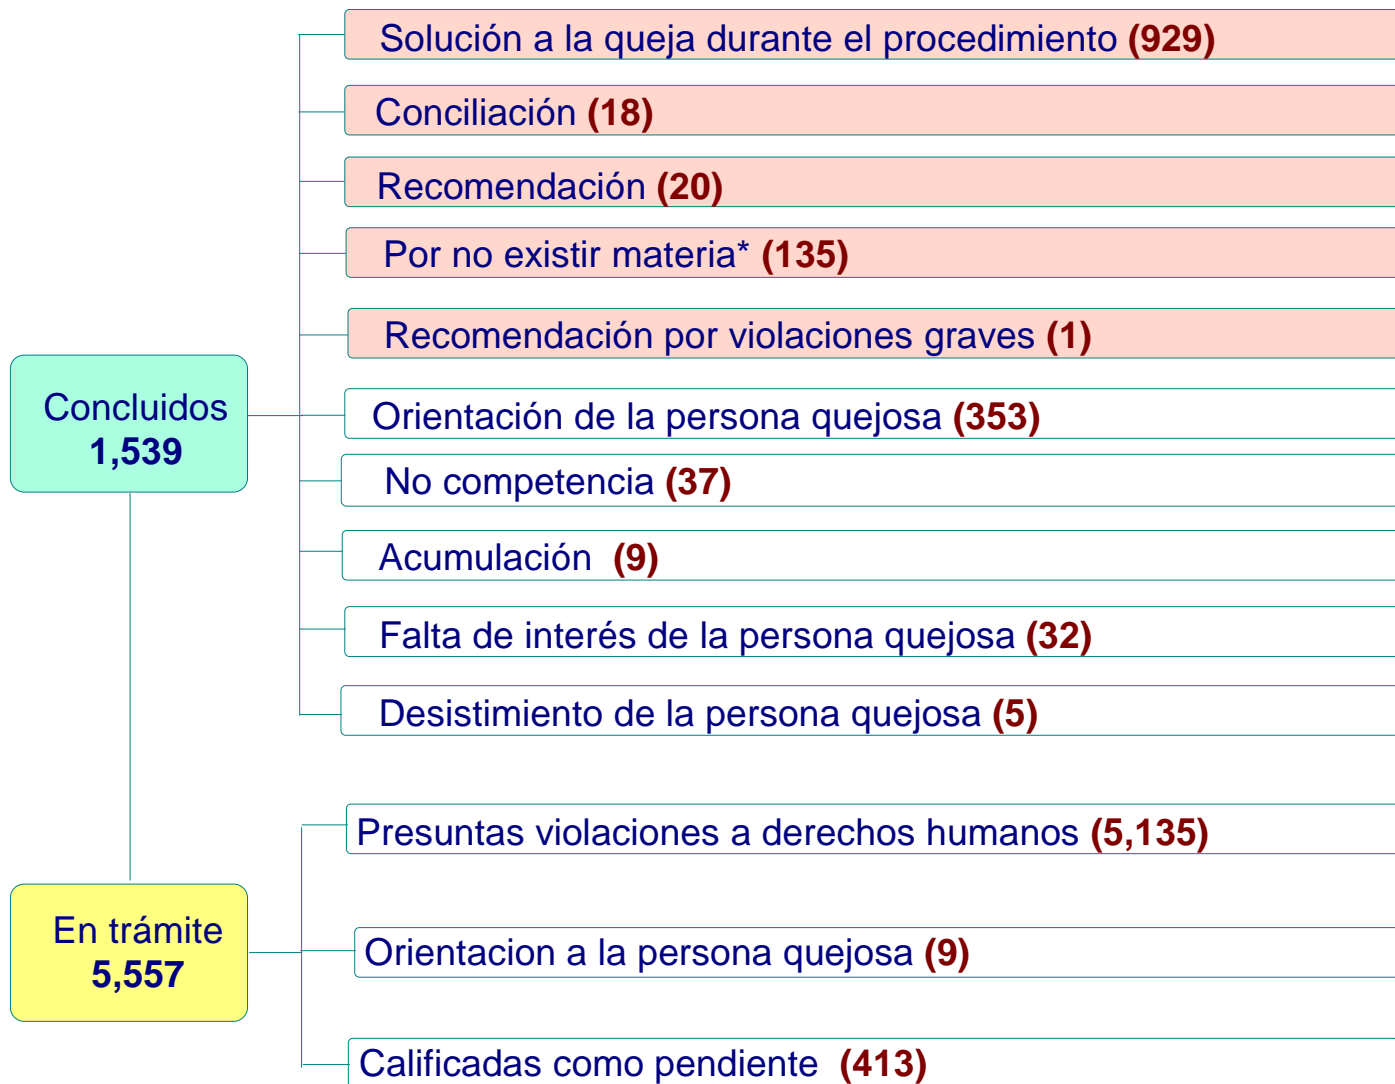 Solución a la queja durante el procedimiento (929)
Conciliación (18)
Recomendación (20)
Por no existir materia* (135)
Recomendación por violaciones graves (1)
Concluidos
1,539
Orientación de la persona quejosa (353)
No competencia (37)
Acumulación (9)
Falta de interés de la persona quejosa (32)
Desistimiento de la persona quejosa (5)
Presuntas violaciones a derechos humanos (5,135)
En trámite
5,557
Orientacion a la persona quejosa (9)
Calificadas como pendiente (413)